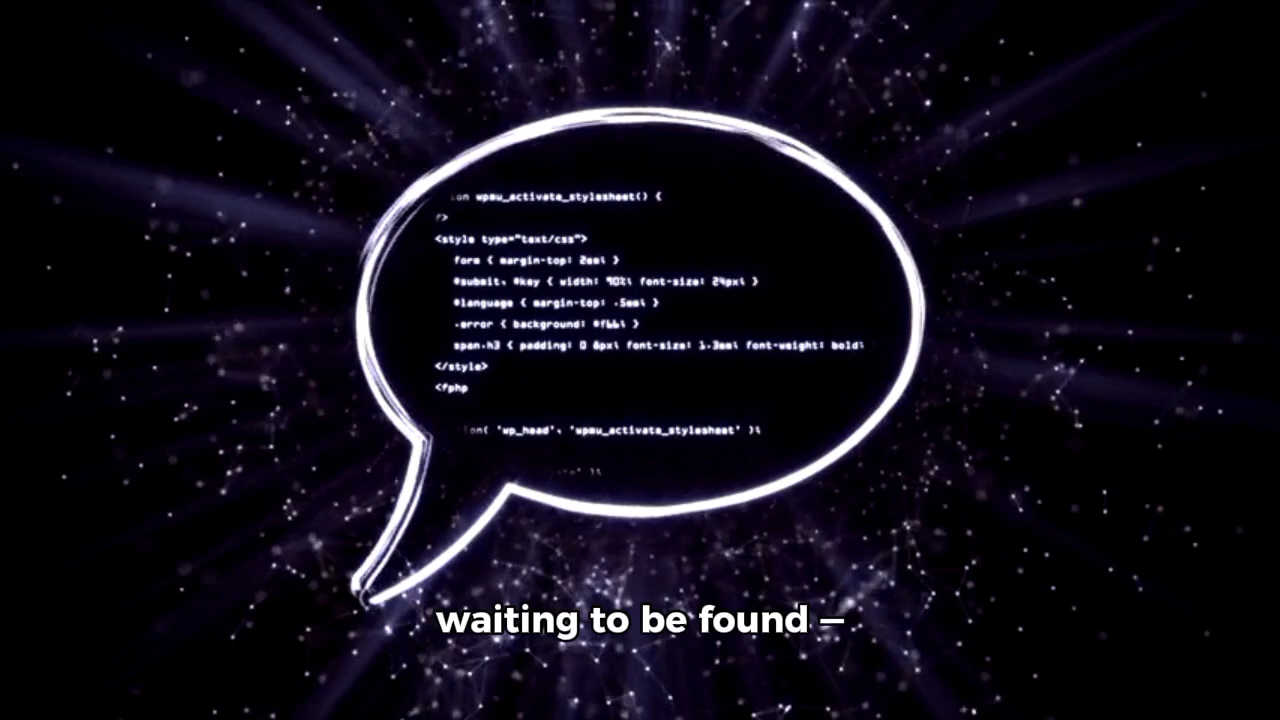 ion wpmu_activate_stylesheet() {
?>
<style type="text/css">
form { margin-top: 2em; }
#submit, #key { width: 90%; font-size: 24px; }
#language { margin-top: .5em; }
.error { background: #f66; }
span.h3 { padding: 0 8px; font-size: 1.3em; font-weight: bold;
</style>
<?php
ion( 'wp_head', 'wpmu_activate_stylesheet' );
waiting to be found –